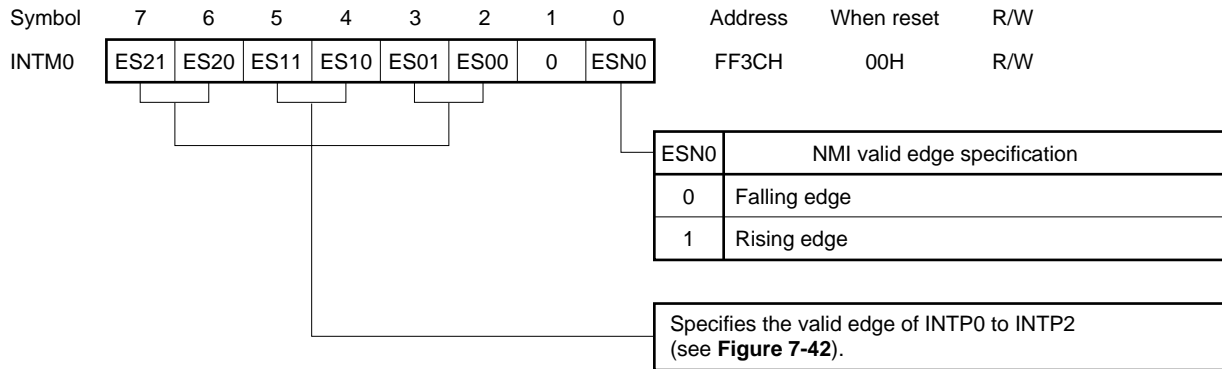 Symbol 7 6 5 4 3 2 1 0 Address When reset R/W
INTM0 ES21 ES20 ES11 ES10 ES01 ES00 0 ESN0 FF3CH 00H R/W
ESN0 NMI valid edge specification
0 Falling edge
1 Rising edge
Specifies the valid edge of INTP0 to INTP2
(see Figure 7-42).